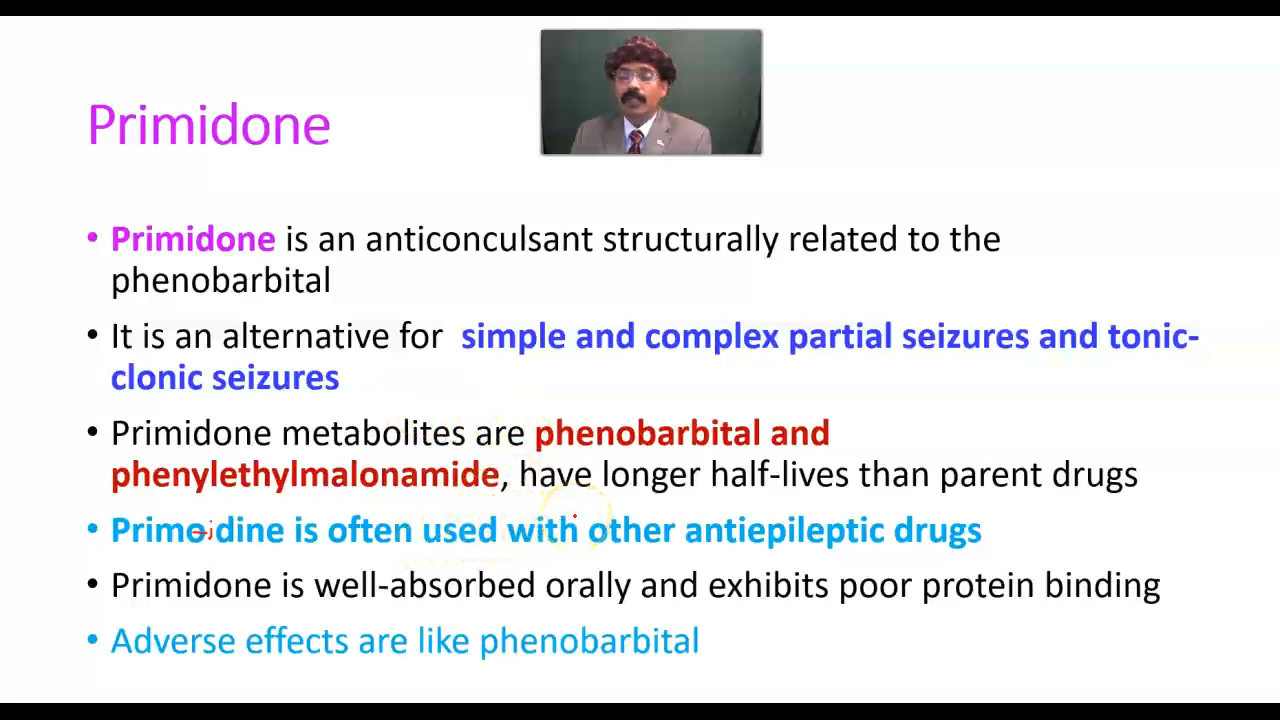 Primidone
• Primidone is an anticonculsant structurally related to the
phenobarbital
• It is an alternative for simple and complex partial seizures and tonic-
clonic seizures
• Primidone metabolites are phenobarbital and
phenylethylmalonamide, have longer half-lives than parent drugs
• Primo dine is often used with other antiepileptic drugs
• Primidone is well-absorbed orally and exhibits poor protein binding
• Adverse effects are like phenobarbital